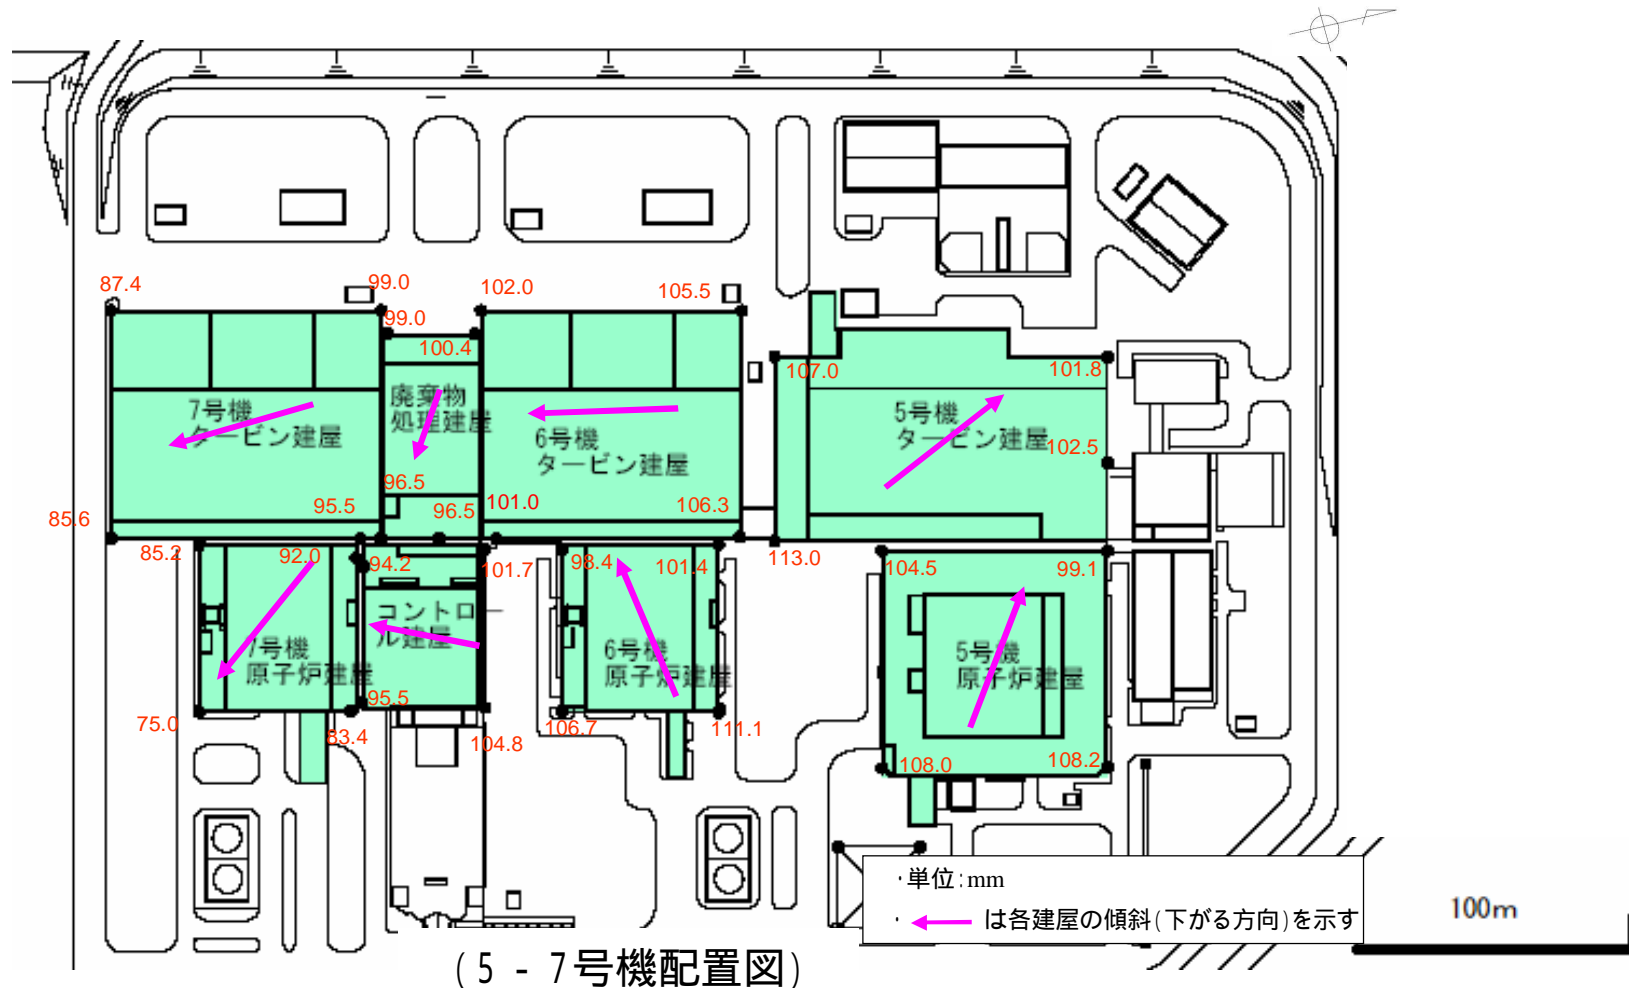 87.4
99.0
102.0
105.5
99.0
100.4
107.0
101.8
7号機
タービン建屋
廃棄物
処理建屋
6号機
タービン建屋
5号機
タービン建屋
102.5
96.5
95.5
96.5
101.0
106.3
85.6
85.2
92.0
94.2
101.7
98.4
101.4
113.0
104.5
99.1
コントロ
ール建屋
7号機
原子炉建屋
6号機
原子炉建屋
5号機
原子炉建屋
75.0
83.4
95.5
104.8
106.7
111.1
108.0
108.2
・単位:mm
・ は各建屋の傾斜(下がる方向)を示す
100m
(5-7号機配置図)